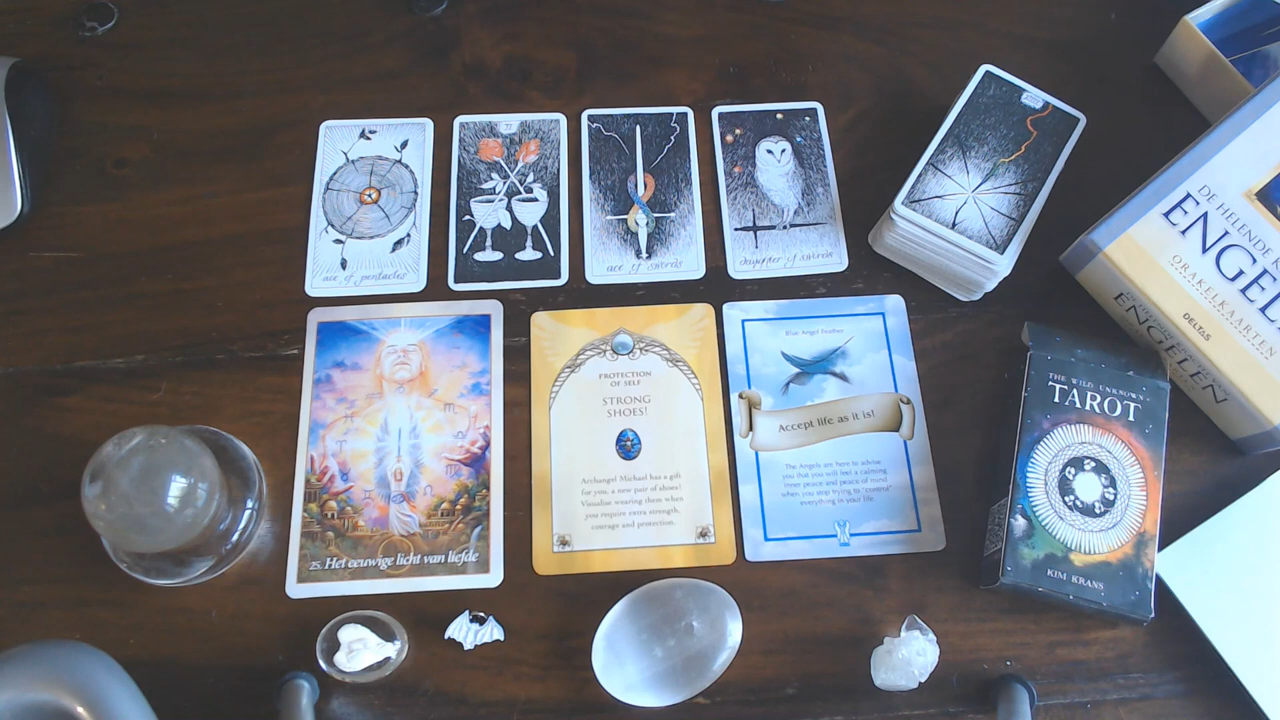 ace of pentacles
II
ace of swords
daughter of swords
25. Het eeuwige licht van liefde
PROTECTION
OF SELF
STRONG
SHOES!
Archangel Michael has a gift
for you, a new pair of shoes!
Visualise wearing them when
you require extra strength,
courage and protection.
Blue Angel Feather
Accept life as it is!
The Angels are here to advise
you that you will feel a calming
inner peace and peace of mind
when you stop trying to "control"
everything in your life.
THE WILD UNKNOWN
TAROT
KIM KRANS
DE HELENDE
ENGEL
ORAKELKAARTEN
DELTAS
ENGELEN